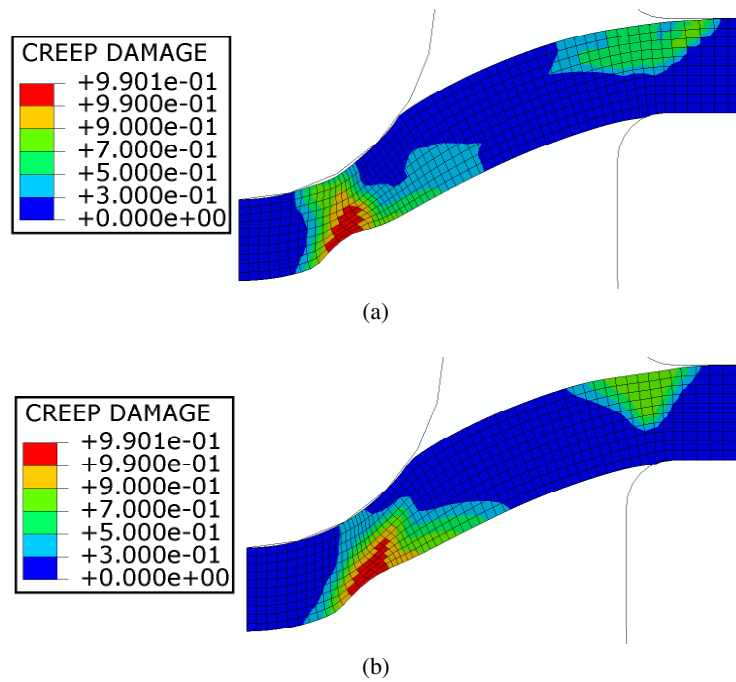 CREEP DAMAGE
+9.901e-01
+9.900e-01
+9.000e-01
+7.000e-01
+5.000e-01
+3.000e-01
+0.000e+00
(a)
CREEP DAMAGE
+9.901e-01
+9.900e-01
+9.000e-01
+7.000e-01
+5.000e-01
+3.000e-01
+0.000e+00
(b)